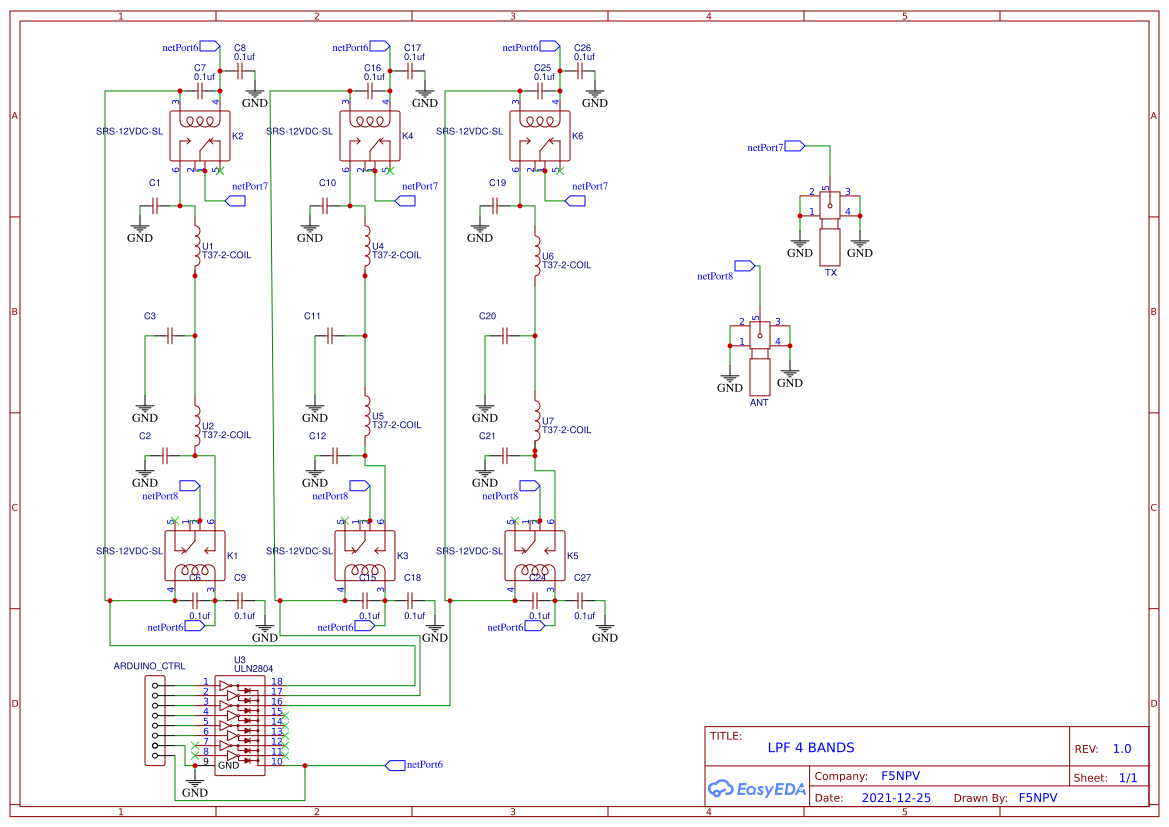 1 2 3 4 5
A A
B B
C C
D D
netPort6 C8 0.1uf
C7 0.1uf
GND
3 4
SRS-12VDC-SL K2
6 2 1 5
netPort7
C1
GND
U1
T37-2-COIL
C3
GND
U2
T37-2-COIL
C2
GND
netPort8
5 1 2 6
SRS-12VDC-SL K1
4 3
C6 0.1uf
C9 0.1uf
netPort6
GND
netPort6 C17 0.1uf
C16 0.1uf
GND
3 4
SRS-12VDC-SL K4
6 2 1 5
netPort7
C10
GND
U4
T37-2-COIL
C11
GND
U5
T37-2-COIL
C12
GND
netPort8
5 1 2 6
SRS-12VDC-SL K3
4 3
C15 0.1uf
C18 0.1uf
netPort6
GND
netPort6 C26 0.1uf
C25 0.1uf
GND
3 4
SRS-12VDC-SL K6
6 2 1 5
netPort7
C19
GND
U6
T37-2-COIL
C20
GND
U7
T37-2-COIL
C21
GND
netPort8
5 1 2 6
SRS-12VDC-SL K5
4 3
C24 0.1uf
C27 0.1uf
netPort6
GND
netPort7
5
2 3
1 4
GND GND
TX
netPort8
5
2 3
1 4
GND GND
ANT
ARDUINO_CTRL
U3
ULN2804
1 18
2 17
3 16
4 15
5 14
6 13
7 12
8 11
9 GND 10
netPort6
GND
TITLE:
LPF 4 BANDS
REV: 1.0
EasyEDA
Company: F5NPV
Sheet: 1/1
Date: 2021-12-25 Drawn By: F5NPV
1 2 3 4 5